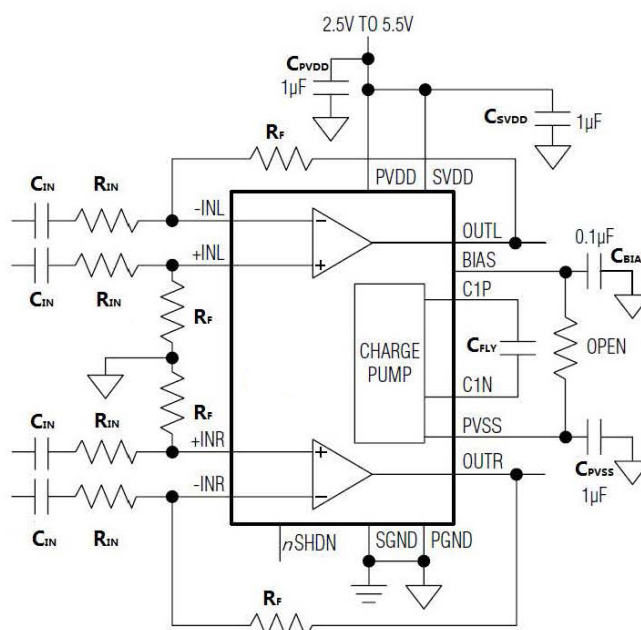 2.5V TO 5.5V
CPVDD
1µF
CSVDD
1µF
RF
PVDD SVDD
CIN RIN -INL
OUTL
+INL
BIAS
0.1µF
CBIA
CIN RIN
RF
C1P
CHARGE
PUMP
CFLY
OPEN
C1N
RF
CIN RIN +INR
PVSS
-INR
OUTR
CPVSS
1µF
CIN RIN
nSHDN
SGND PGND
RF